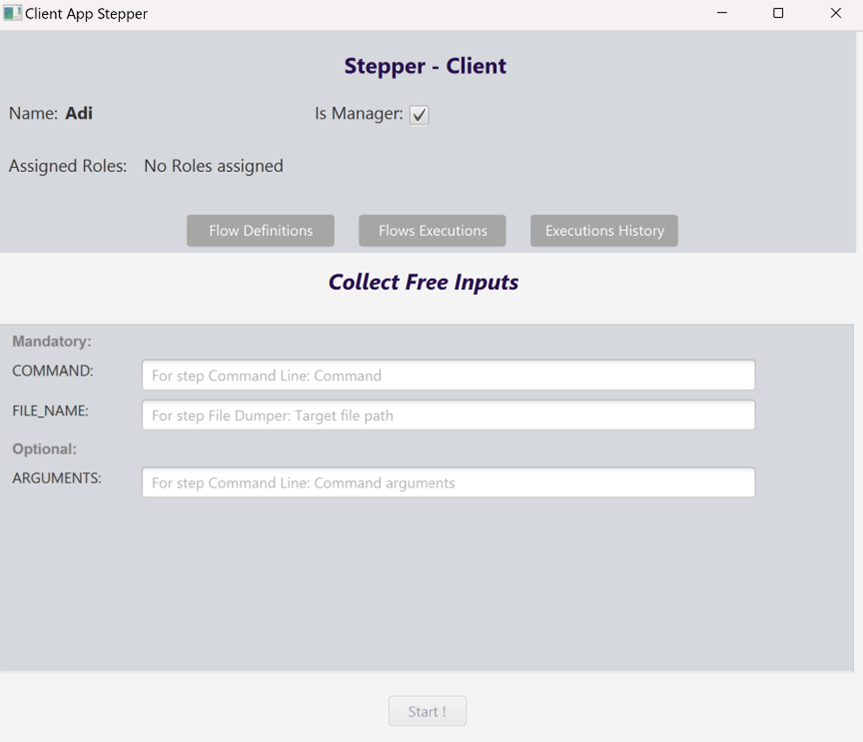 Client App Stepper
Stepper - Client
Name: Adi Is Manager:
Assigned Roles: No Roles assigned
Flow Definitions Flows Executions Executions History
Collect Free Inputs
Mandatory:
COMMAND: For step Command Line: Command
FILE_NAME: For step File Dumper: Target file path
Optional:
ARGUMENTS: For step Command Line: Command arguments
Start !